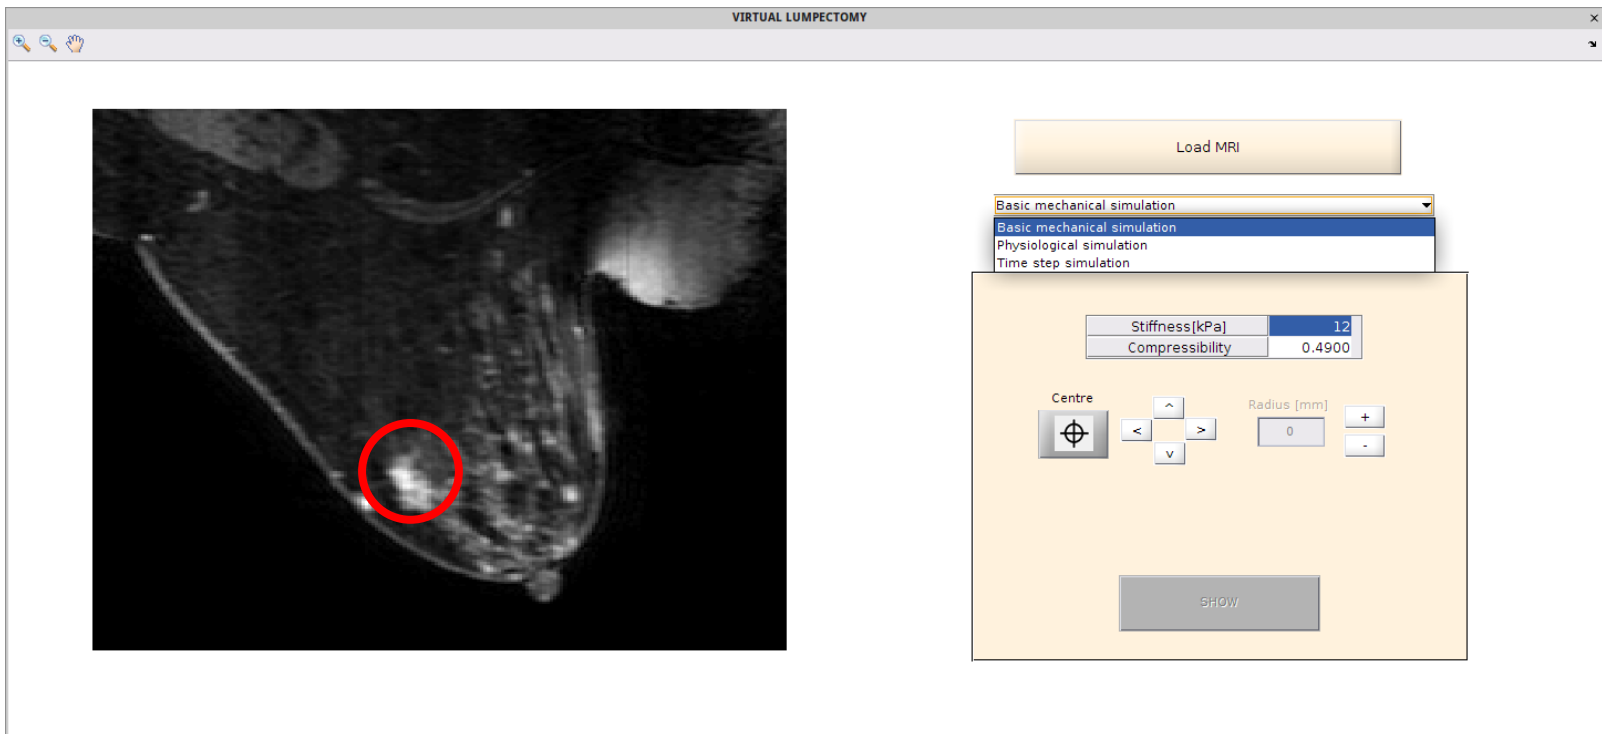 VIRTUAL LUMPECTOMY
×
Load MRI
Basic mechanical simulation
Basic mechanical simulation
Physiological simulation
Time step simulation
Stiffness[kPa] 12
Compressibility 0.4900
Centre
^
< >
v
Radius [mm]
0
+
-
SHOW